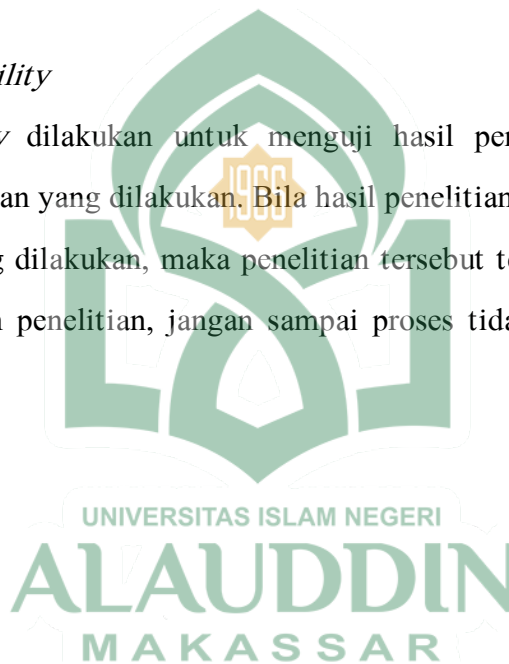 ility
y dilakukan untuk menguji hasil per
an yang dilakukan. Bila hasil penelitian
g dilakukan, maka penelitian tersebut te
n penelitian, jangan sampai proses tida
1966
UNIVERSITAS ISLAM NEGERI
ALAUDDIN
MAKASSAR